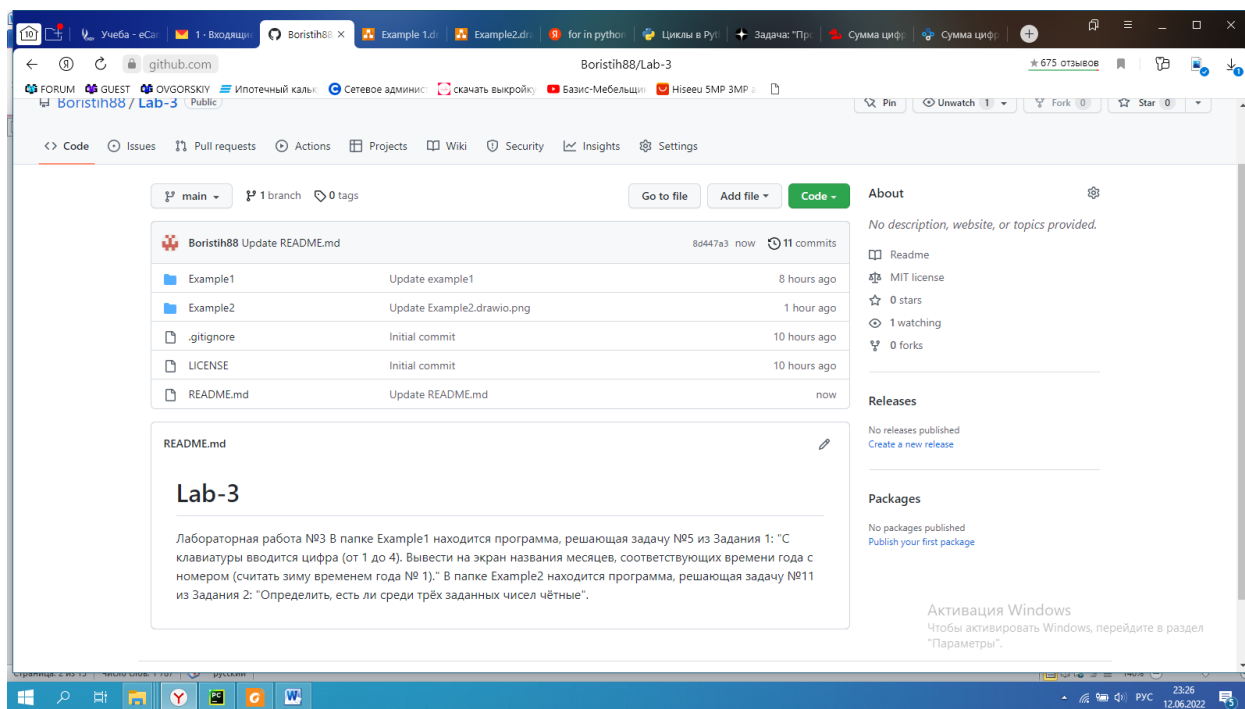 10 Учеба - eCa 1 · Входящи Boristih88 Example 1.dr Example2.dra for in python Циклы в Pyt Задача: "Прс Сумма цифр Сумма цифр
github.com Boristih88/Lab-3 ★ 675 отзывов
FORUM GUEST OVGORSKIY Ипотечный кальк Сетевое админист скачать выкройку Базис-Мебельщи Hiseeu 5MP 3MP
Boristih88 / Lab-3 Public Pin Unwatch 1 Fork 0 Star 0
Code Issues Pull requests Actions Projects Wiki Security Insights Settings
main 1 branch 0 tags Go to file Add file Code
Boristih88 Update README.md 8d447a3 now 11 commits
Example1 Update example1 8 hours ago
Example2 Update Example2.drawio.png 1 hour ago
.gitignore Initial commit 10 hours ago
LICENSE Initial commit 10 hours ago
README.md Update README.md now
README.md
Lab-3
Лабораторная работа №3 В папке Example1 находится программа, решающая задачу №5 из Задания 1: "С
клавиатуры вводится цифра (от 1 до 4). Вывести на экран названия месяцев, соответствующих времени года с
номером (считать зиму временем года № 1)." В папке Example2 находится программа, решающая задачу №11
из Задания 2: "Определить, есть ли среди трёх заданных чисел чётные".
About
No description, website, or topics provided.
Readme
MIT license
0 stars
1 watching
0 forks
Releases
No releases published
Create a new release
Packages
No packages published
Publish your first package
Активация Windows
Чтобы активировать Windows, перейдите в раздел
"Параметры".
РУС 23:26
12.06.2022